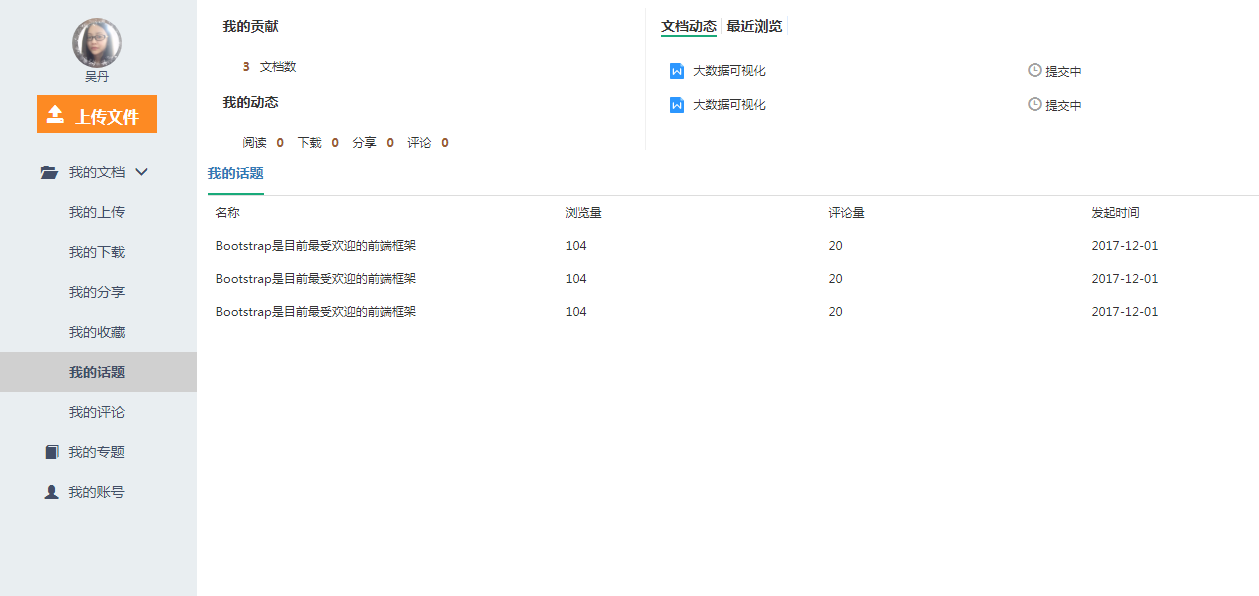 吴丹
上传文件
我的文档
我的上传
我的下载
我的分享
我的收藏
我的话题
我的评论
我的专题
我的账号
我的贡献
3 文档数
我的动态
阅读 0 下载 0 分享 0 评论 0
文档动态 最近浏览
大数据可视化 提交中
大数据可视化 提交中
我的话题
名称 浏览量 评论量 发起时间
Bootstrap是目前最受欢迎的前端框架 104 20 2017-12-01
Bootstrap是目前最受欢迎的前端框架 104 20 2017-12-01
Bootstrap是目前最受欢迎的前端框架 104 20 2017-12-01